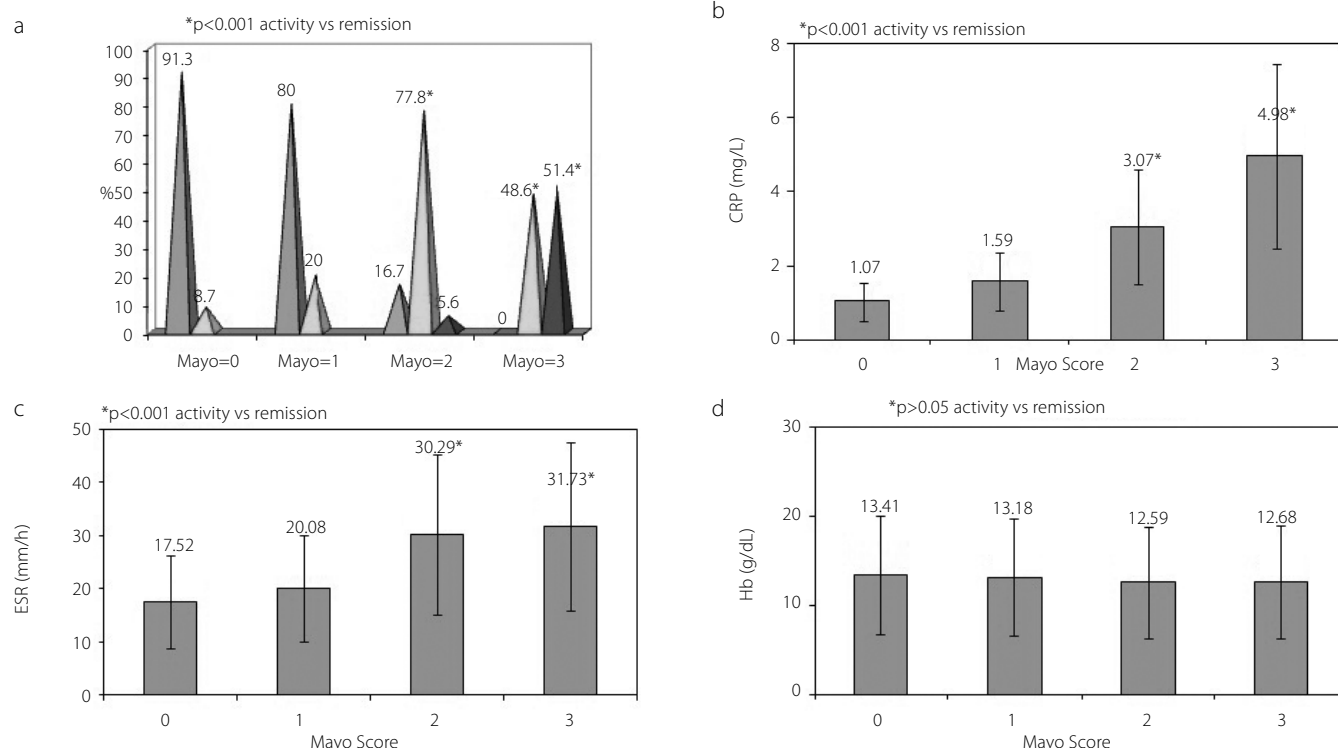 a
*p<0.001 activity vs remission
100
90
80
70
60
%50
40
30
20
10
0
91.3
8.7
80
20
16.7
77.8*
5.6
0
48.6*
51.4*
Mayo=0 Mayo=1 Mayo=2 Mayo=3
b
*p<0.001 activity vs remission
CRP (mg/L)
8
6
4
2
0
1.07
1.59
3.07*
4.98*
0 1 Mayo Score 2 3
c
*p<0.001 activity vs remission
ESR (mm/h)
50
40
30
20
10
0
17.52
20.08
30.29*
31.73*
0 1 2 3
Mayo Score
d
*p>0.05 activity vs remission
Hb (g/dL)
30
20
10
0
13.41
13.18
12.59
12.68
0 1 2 3
Mayo Score